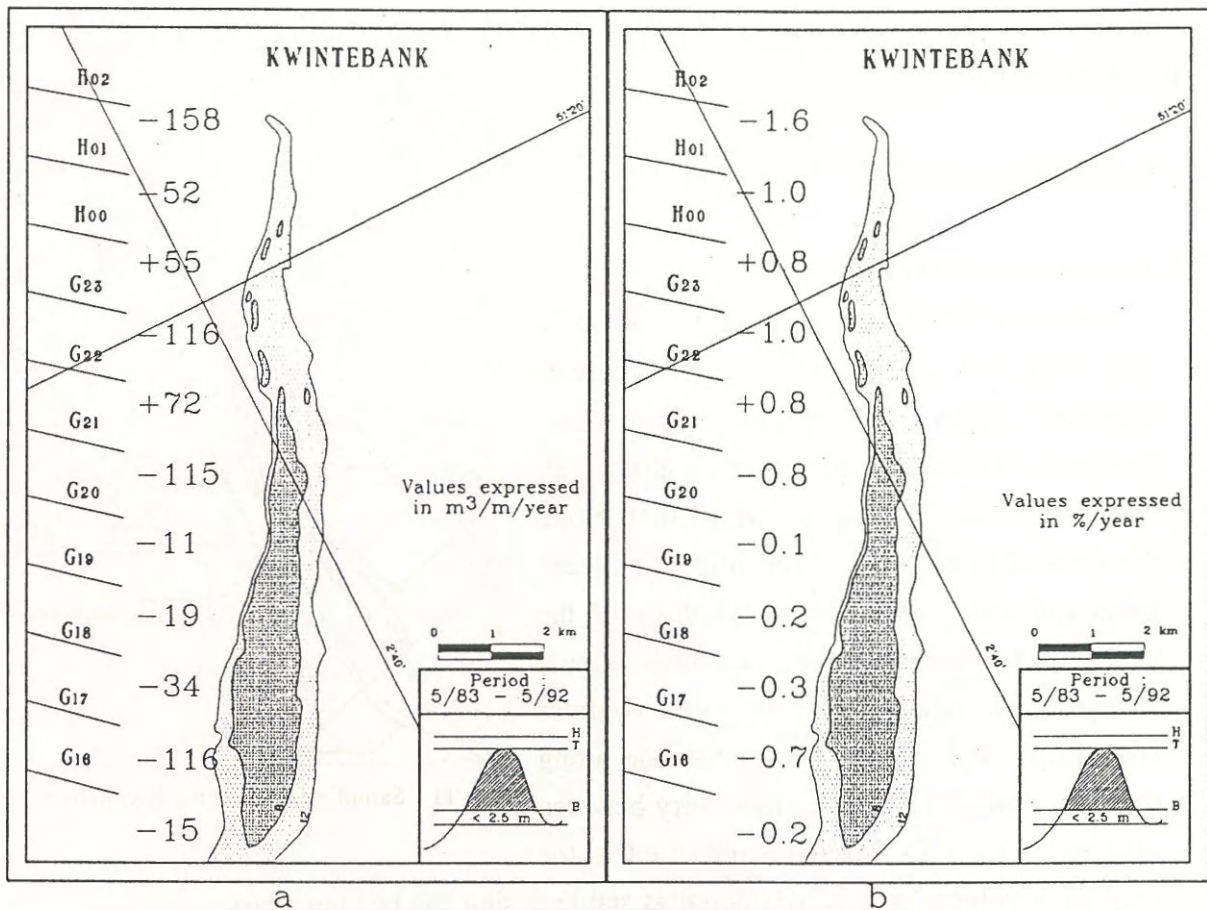 KWINTEBANK
H02
-158
H01
-52
H00
+55
G23
-116
G22
+72
G21
-115
G20
-11
G19
-19
G18
-34
G17
-116
G16
-15
51°20'
Values expressed
in m³/m/year
0 1 2 km
2°40'
Period :
5/83 - 5/92
H
T
B
< 2.5 m
8
12
a
KWINTEBANK
H02
-1.6
H01
-1.0
H00
+0.8
G23
-1.0
G22
+0.8
G21
-0.8
G20
-0.1
G19
-0.2
G18
-0.3
G17
-0.7
G16
-0.2
51°20'
Values expressed
in %/year
0 1 2 km
2°40'
Period :
5/83 - 5/92
H
T
B
< 2.5 m
8
12
b